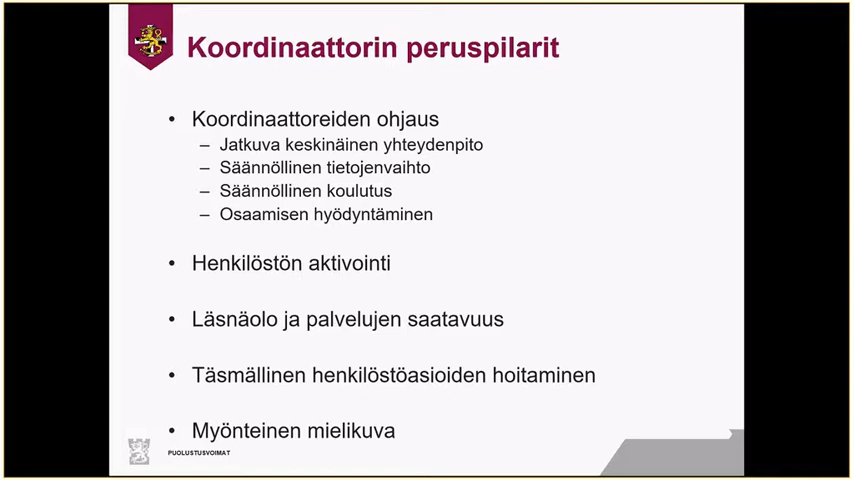 Koordinaattorin peruspilarit
• Koordinaattoreiden ohjaus
– Jatkuva keskinäinen yhteydenpito
– Säännöllinen tietojenvaihto
– Säännöllinen koulutus
– Osaamisen hyödyntäminen
• Henkilöstön aktivointi
• Läsnäolo ja palvelujen saatavuus
• Täsmällinen henkilöstöasioiden hoitaminen
• Myönteinen mielikuva
PUOLUSTUSVOIMAT